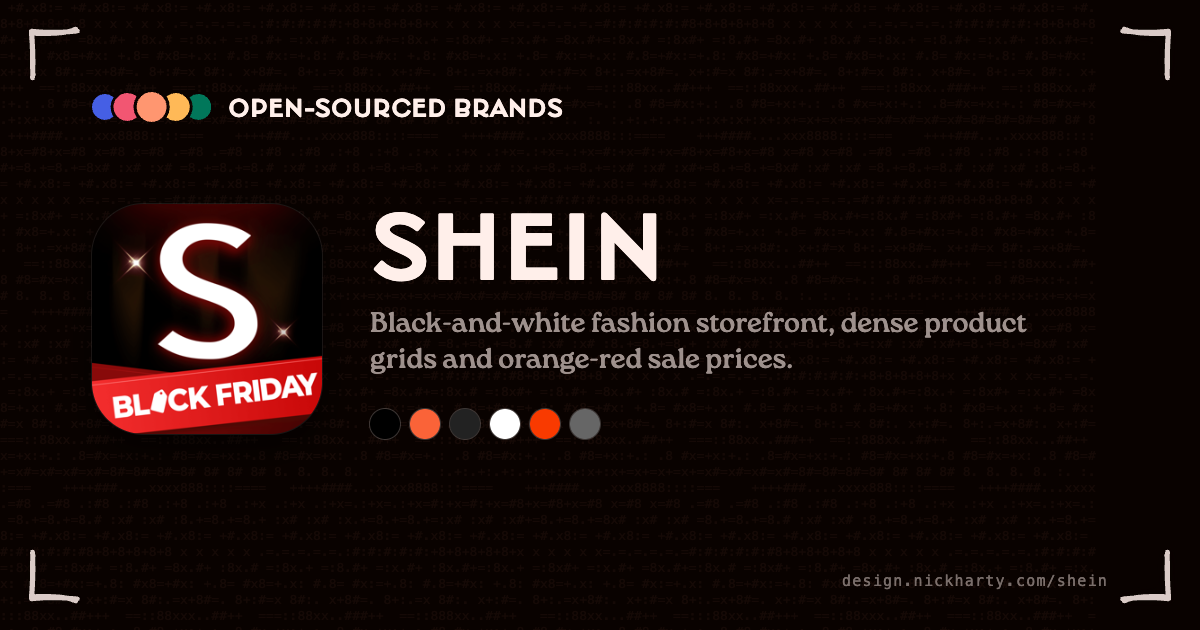 OPEN-SOURCED BRANDS
S
BLACK FRIDAY
SHEIN
Black-and-white fashion storefront, dense product
grids and orange-red sale prices.
design.nickharty.com/shein